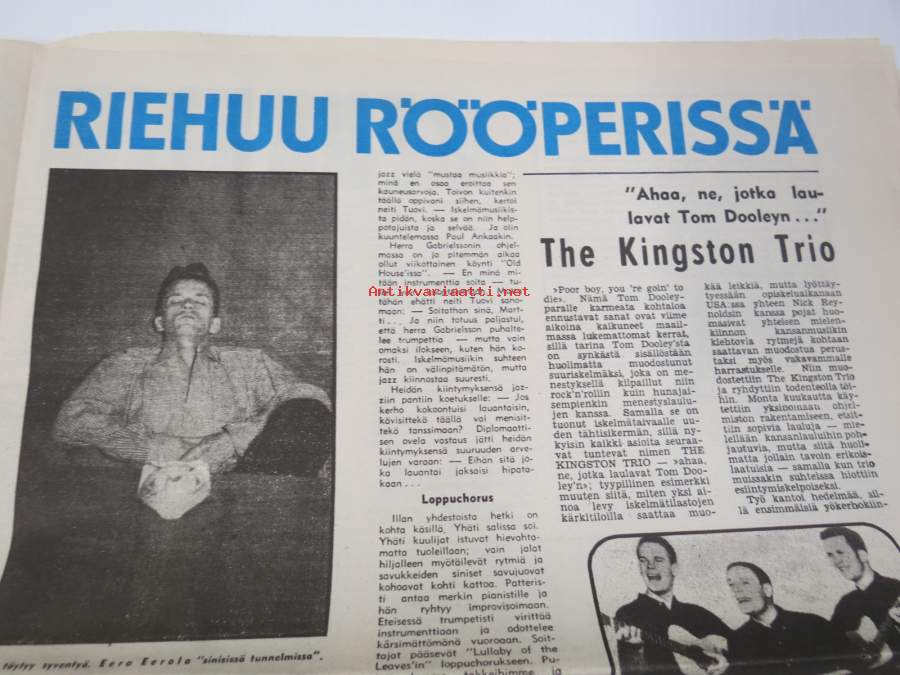 RIEHUU RÖÖPERISSÄ
jazz vielä "mustaa musiikkia";
minä en osaa eroittaa sen
kauneusarvoja. Toivon kuitenkin
täällä oppivani siihen, kertoi
neiti Tuovi. — Iskelmämusiikis-
ta pidän, koska se on niin help-
potajuista ja selvää. Ja olin
kuuntelemassa Paul Ankaakin.
Herra Gabrielssonin ohjel-
massa on jo pitemmän aikaa
ollut viikottainen käynti "Old
House'issa". — En minä mi-
tään instrumenttia soita — tu-
tähän ehätti neiti Tuovi sano-
maan: — Soitathan sinä, Mart-
ti... Ja niin totuus paljastui,
että herra Gabrielsson puhalte-
lee trumpettia — mutta vain
omaksi ilokseen, kuten hän ko-
rosti. Iskelmämusiikin suhteen
hän on välinpitämätön, mutta
jazz kiinnostaa suuresti.
Heidän kiintymyksensä jaz-
ziin pantiin koetukselle: — Jos
kerho kokoontuisi lauantaisin,
kävisittekö täällä vai menisit-
tekö tanssimaan? Diplomaatti-
sen ovela vastaus jätti heidän
kiintymyksensä suuruuden arve-
lujen varaan: — Eihän sitä jo-
ka lauantai jaksaisi hipata-
kaan...
Loppuchorus
Illan yhdestoista hetki on
kohta käsillä. Yhäti salissa soi.
Yhäti kuulijat istuvat hievahta-
matta tuoleillaan; vain jalat
hiljalleen myötäilevät rytmiä ja
savukkeiden siniset savujuovat
kohoavat kohti kattoa. Patteris-
ti antaa merkin pianistille ja
hän ryhtyy improvisoimaan.
Eteisessä trumpetisti virittää
instrumenttiaan ja odottelee
kärsimättömänä vuoroaan. Soit-
tajat pääsevät "Lullaby of the
Leaves'in" loppuchorukseen. Pu-
"Ahaa, ne, jotka lau-
lavat Tom Dooleyn..."
The Kingston Trio
»Poor boy, you 're goin' to
die». Nämä Tom Dooley-
paralle karmeata kohtaloa
ennustavat sanat ovat viime
aikoina kaikuneet maail-
massa lukemattomat kerrat,
sillä tarina Tom Dooley'sta
on synkästä sisällöstään
huolimatta muodostunut
suuriskelmäksi, joka on me-
nestyksellä kilpaillut niin
rock'n'rollin kuin hunajai-
sempienkin menestyslaulu-
jen kanssa. Samalla se on
tuonut iskelmätaivaalle uu-
den tähtisikermän, sillä ny-
kyisin kaikki asioita seuraa-
vat tuntevat nimen THE
KINGSTON TRIO — »ahaa,
ne, jotka laulavat Tom Doo-
ley'n»; tyypillinen esimerkki
muuten siitä, miten yksi ai-
noa levy iskelmätilastojen
kärkitiloilla saattaa muo-
kää leikkiä, mutta lyöttäy-
tyessään opiskeluaikanaan
USA:ssa yhteen Nick Rey-
noldsin kanssa pojat huo-
masivat yhteisen mielen-
kiinnon kansanmusiikin
kiehtovia rytmejä kohtaan
saattavan muodostua perus-
taksi myös vakavammalle
harrastukselle. Niin muo-
dostettiin The Kingston Trio
ja ryhdyttiin todenteolla töi-
hin. Monta kuukautta käy-
tettiin yksinomaan ohjel-
miston rakentamiseen, etsit-
tiin sopivia lauluja — mie-
lellään kansanlauluihin poh-
jautuvia, mutta siitä huoli-
matta jollain tavoin erikois-
laatuisia — samalla kun trio
muissakin suhteissa hiottiin
esiintymiskelpoiseksi.
Työ kantoi hedelmää, sil-
lä ensimmäisiä yökerhokiin-
täytyy syventyä. Eero Eerola "sinisissä tunnelmissa".
Antikvariaatti.net